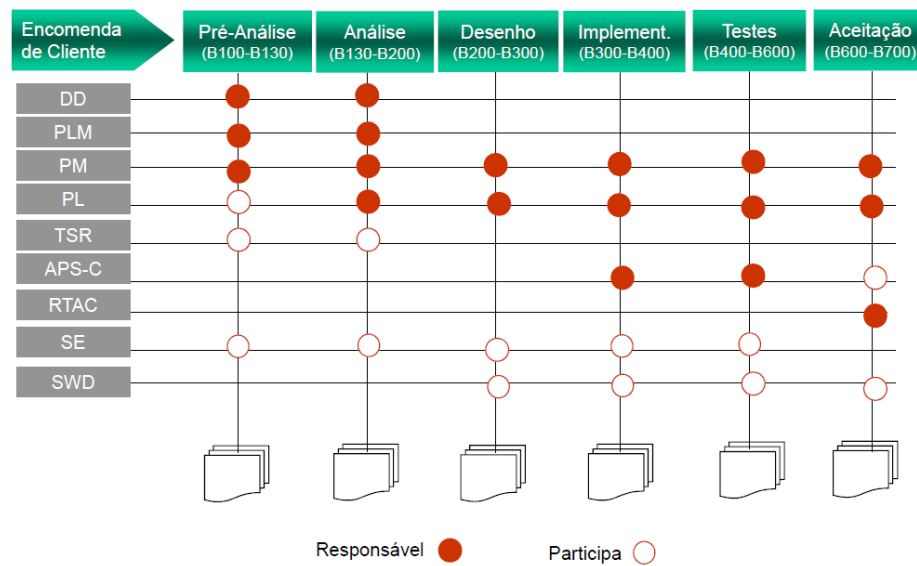 Encomenda
de Cliente
Pré-Análise
(B100-B130)
Análise
(B130-B200)
Desenho
(B200-B300)
Implement.
(B300-B400)
Testes
(B400-B600)
Aceitação
(B600-B700)
DD
PLM
PM
PL
TSR
APS-C
RTAC
SE
SWD
Responsável
Participa